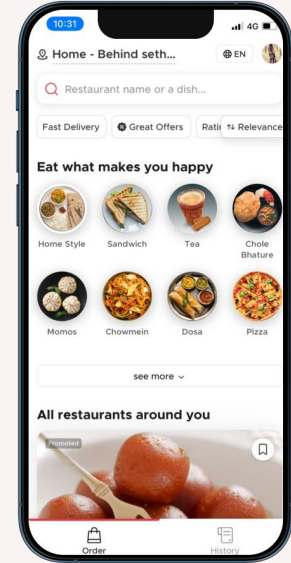 10:31
4G
Home - Behind seth...
EN
Restaurant name or a dish...
Fast Delivery
Great Offers
Ratin
Relevance
Eat what makes you happy
Home Style
Sandwich
Tea
Chole
Bhature
Momos
Chowmein
Dosa
Pizza
see more
All restaurants around you
Promoted
Order
History